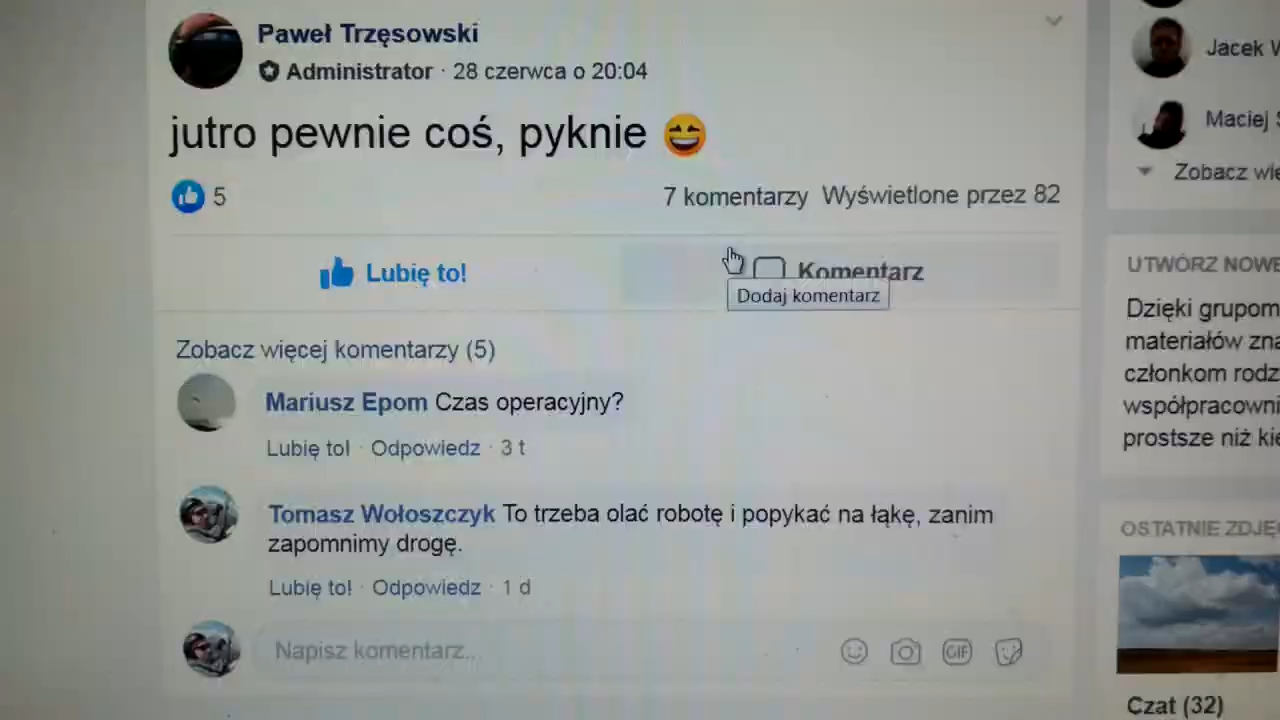 Paweł Trzęsowski
Administrator · 28 czerwca o 20:04
jutro pewnie coś, pyknie
5
7 komentarzy Wyświetlone przez 82
Lubię to!
Komentarz
Dodaj komentarz
Zobacz więcej komentarzy (5)
Mariusz Epom Czas operacyjny?
Lubię to! · Odpowiedz · 3 t
Tomasz Wołoszczyk To trzeba olać robotę i popykać na łąkę, zanim
zapomnimy drogę.
Lubię to! · Odpowiedz · 1 d
Napisz komentarz...
GIF
Jacek W
Maciej S
Zobacz wię
UTWÓRZ NOWE
Dzięki grupom
materiałów zna
członkom rodz
współpracowni
prostsze niż kie
OSTATNIE ZDJĘC
Czat (32)